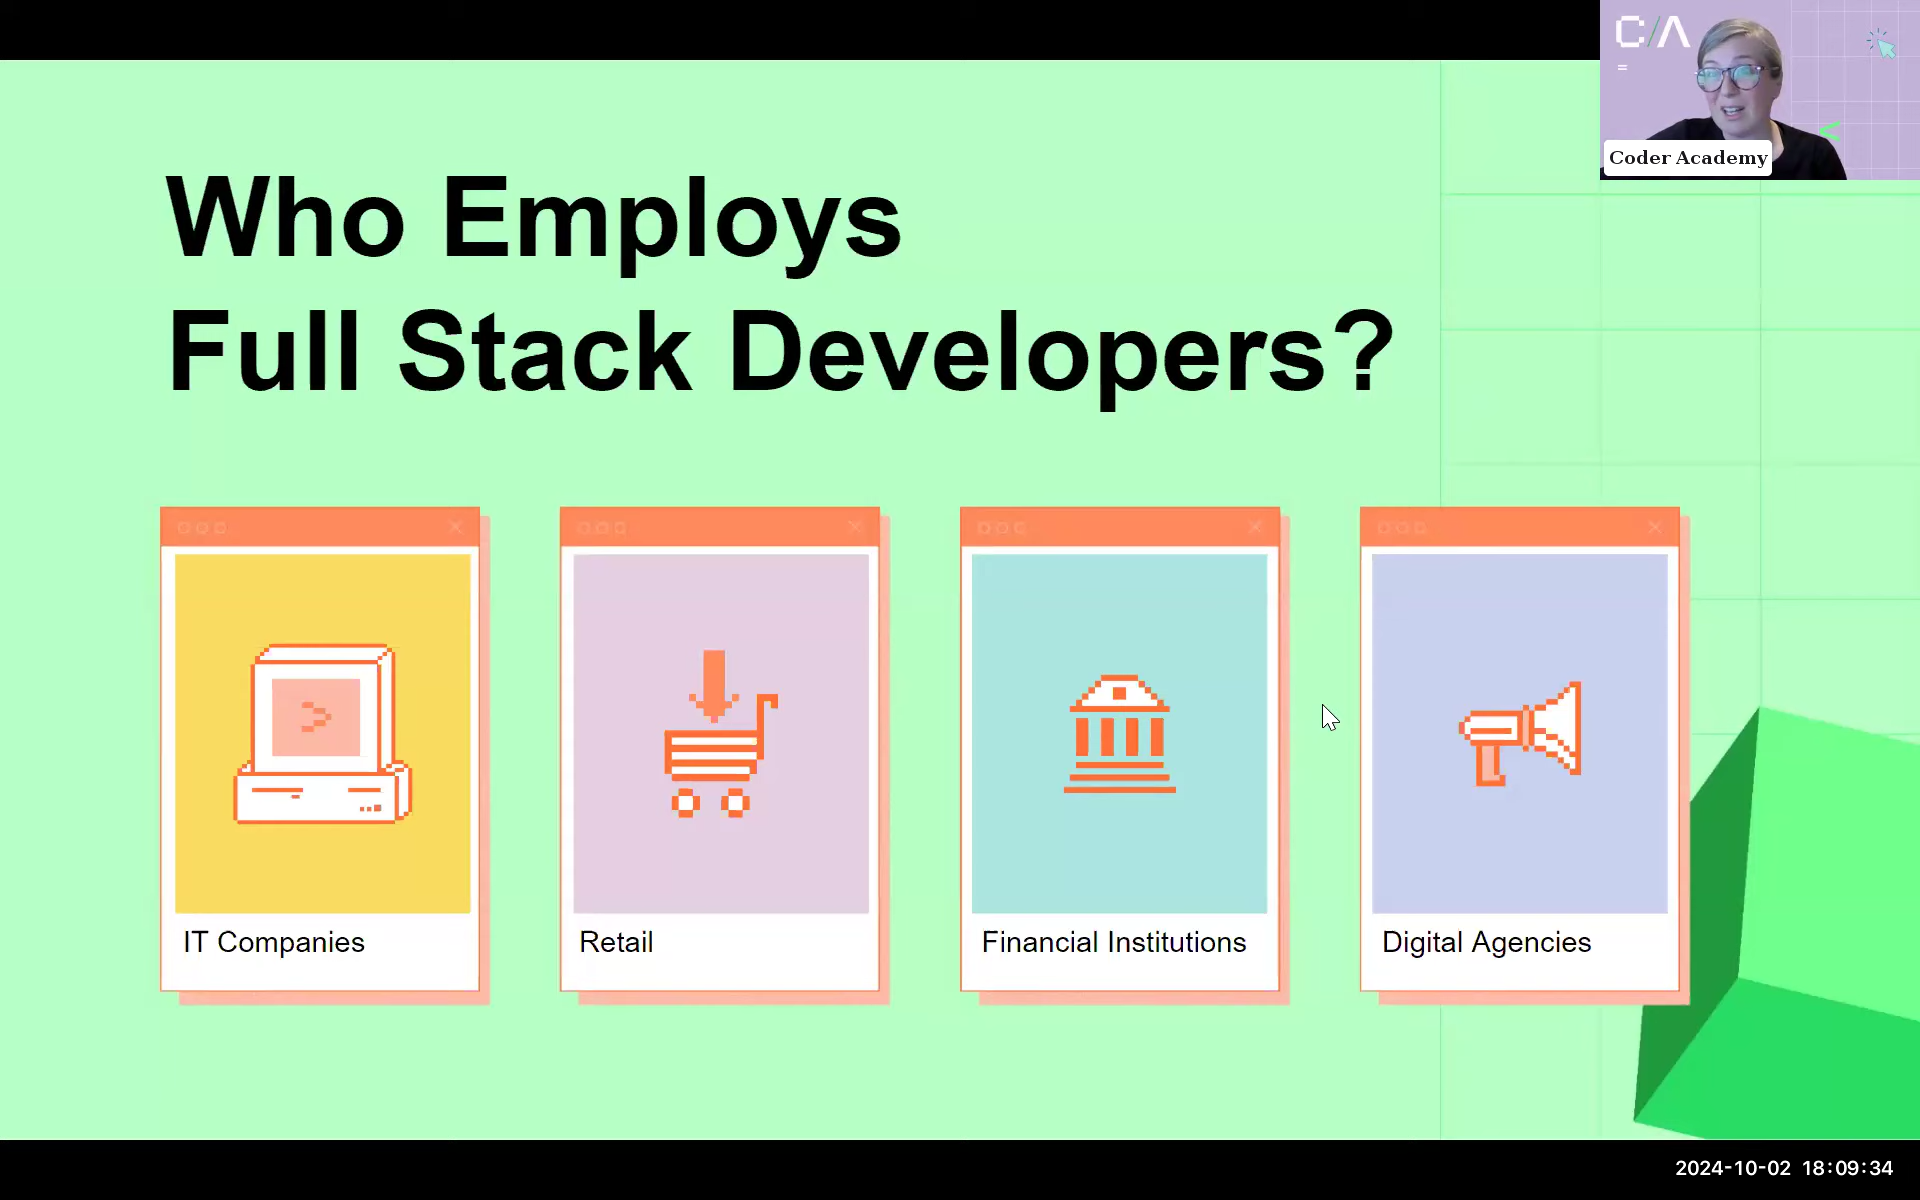 C/A
Coder Academy
Who Employs
Full Stack Developers?
IT Companies
Retail
Financial Institutions
Digital Agencies
2024-10-02 18:09:34